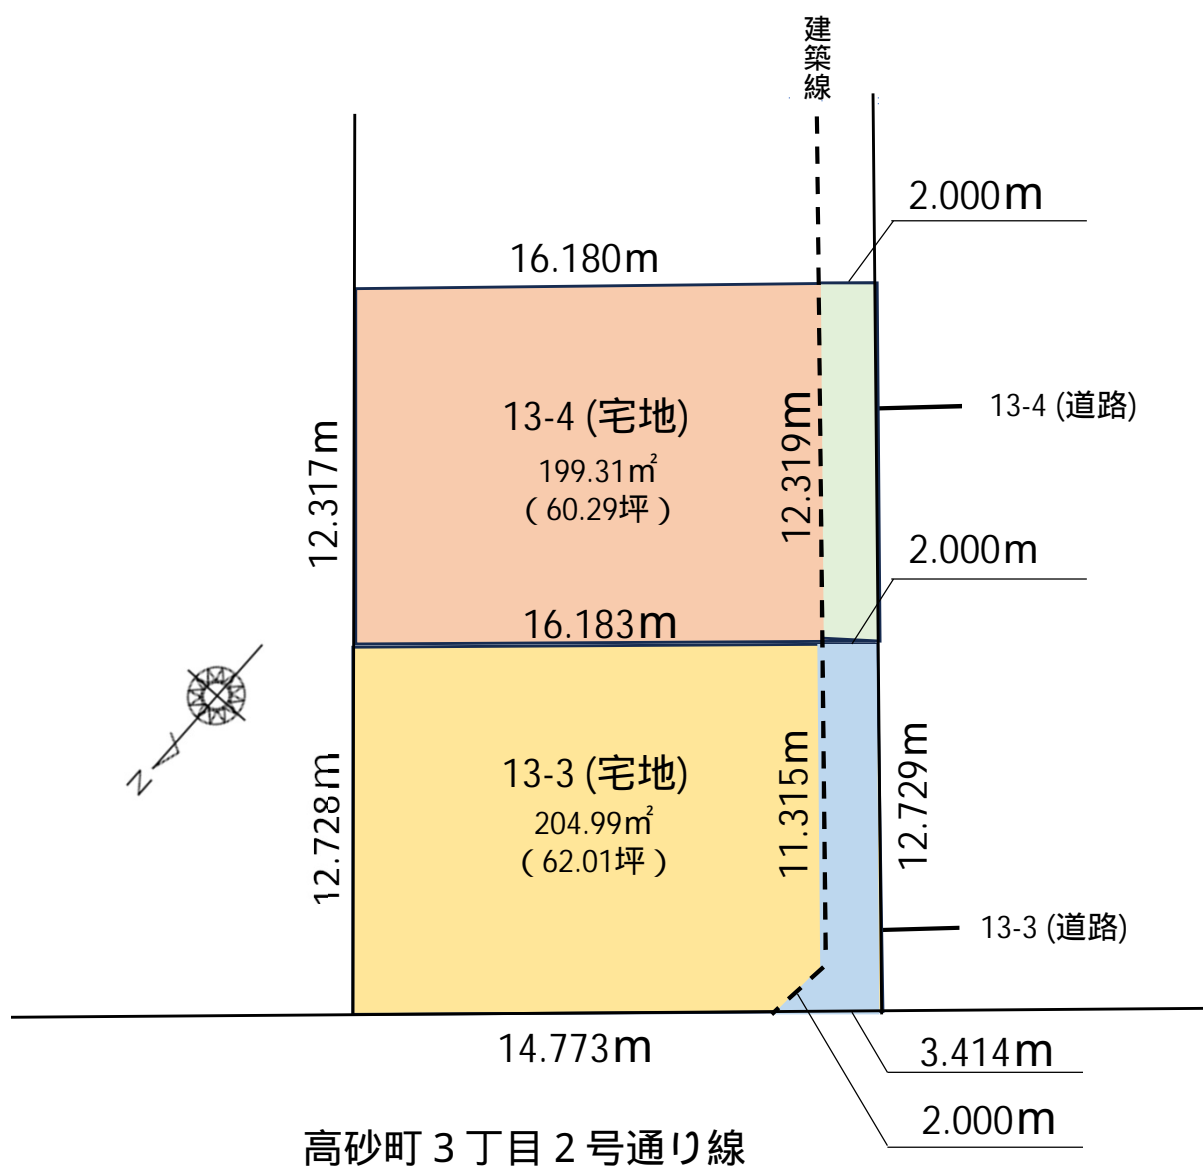 建築線
2.000m
16.180m
13-4 (宅地)
199.31㎡
(60.29坪)
12.317m
12.319m
13-4 (道路)
2.000m
16.183m
N
13-3 (宅地)
204.99㎡
(62.01坪)
12.728m
11.315m
12.729m
13-3 (道路)
14.773m
3.414m
2.000m
高砂町3丁目2号通り線